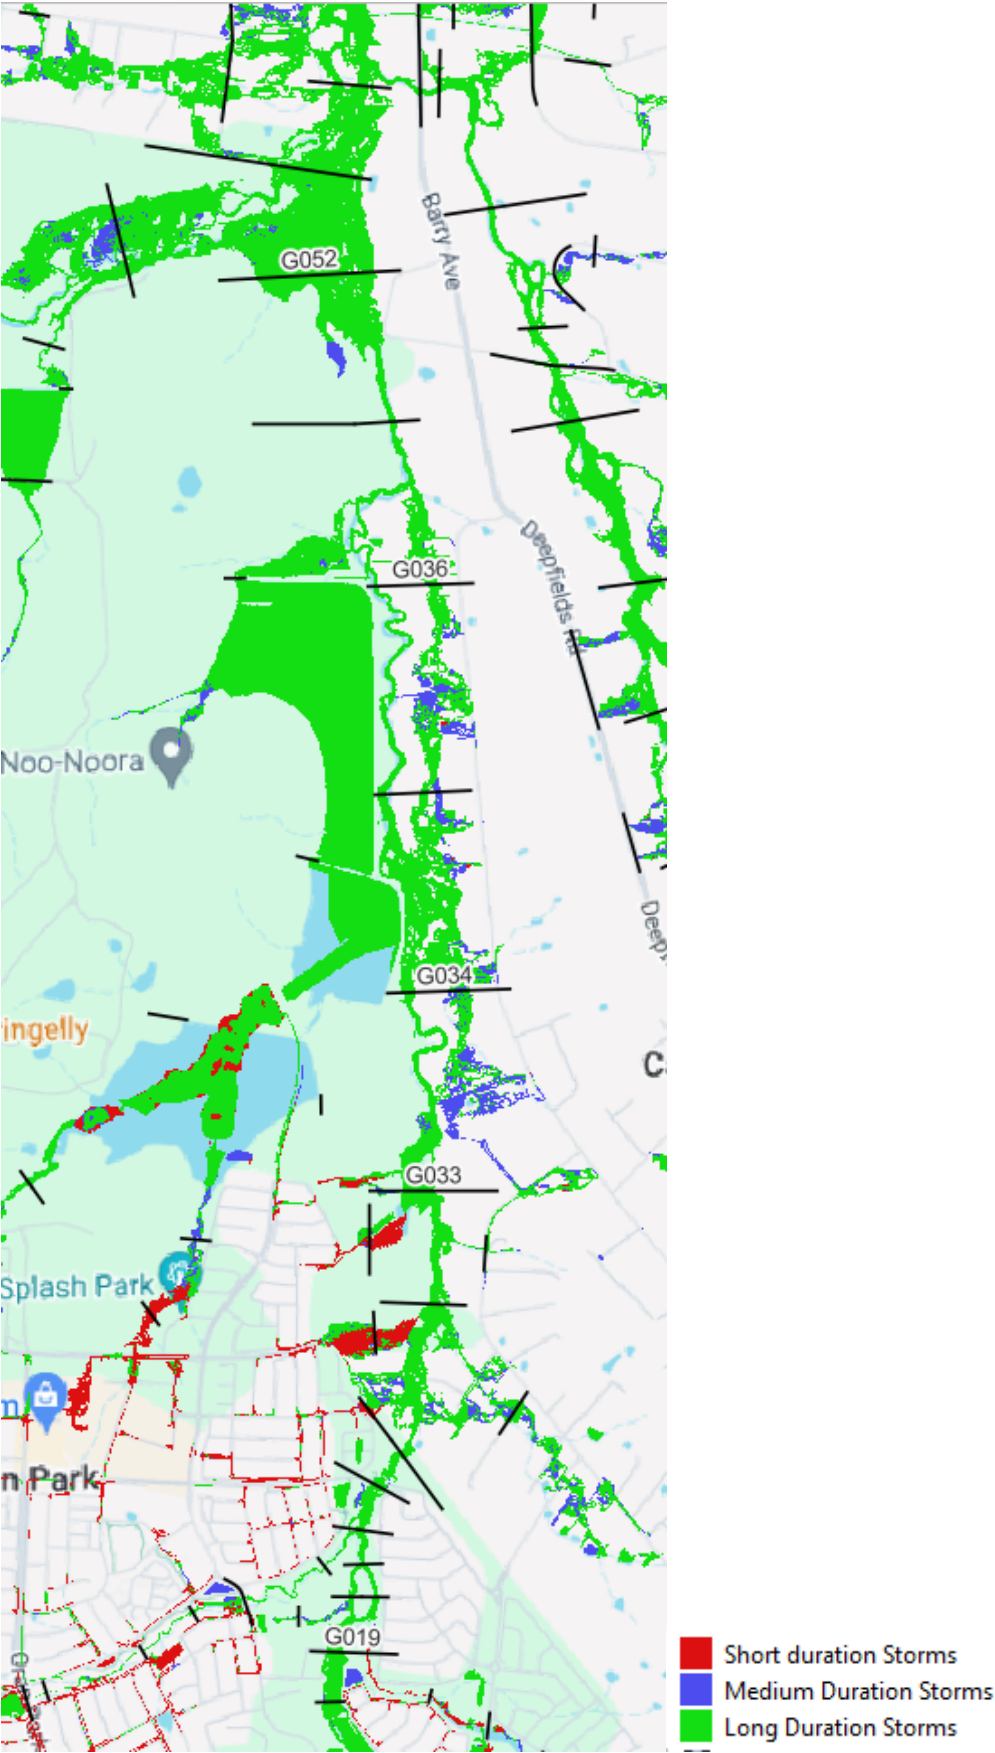 Barry Ave
G052
Deepfields Rd
G036
Noo-Noora
G034
ingelly
C
G033
Splash Park
m
n Park
G019
Short duration Storms
Medium Duration Storms
Long Duration Storms